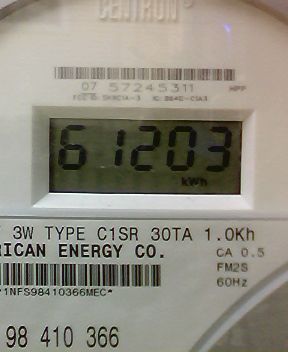 CENTRON®
07 57245311 HPP
61203
kWh
3W TYPE C1SR 30TA 1.0Kh
RICAN ENERGY CO. CA 0.5
FM2S
60Hz
*1NFS98410366MEC*
98 410 366